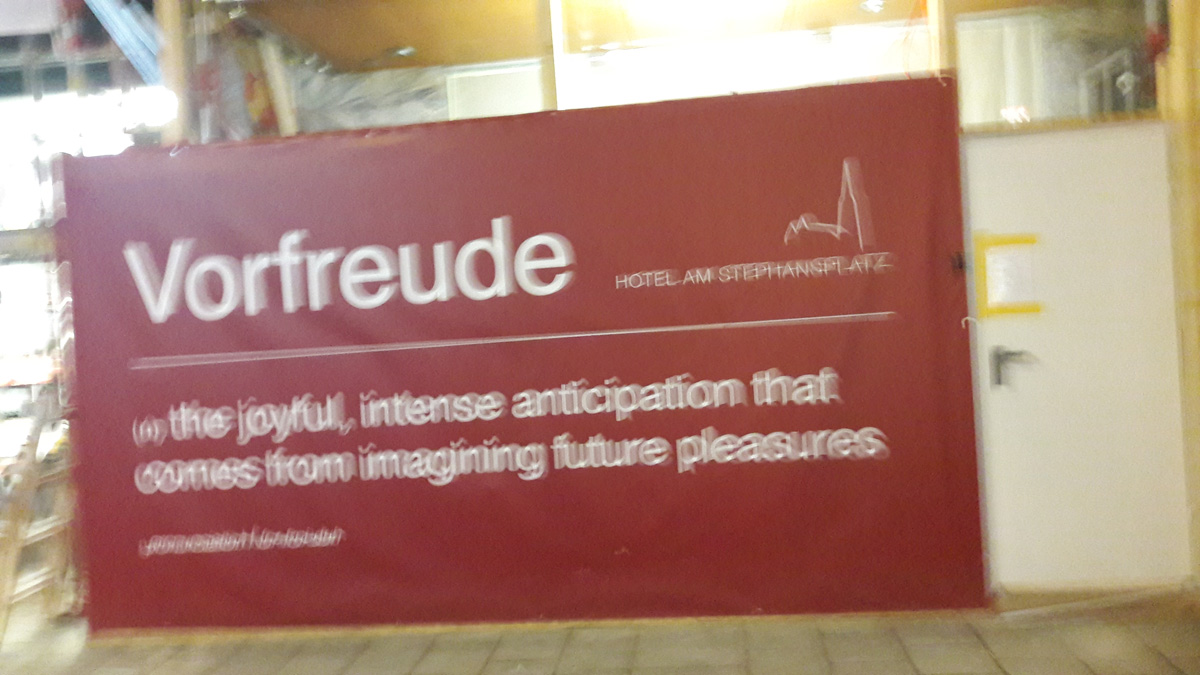 Vorfreude
HOTEL AM STEPHANSPLATZ
(n) the joyful, intense anticipation that
comes from imagining future pleasures